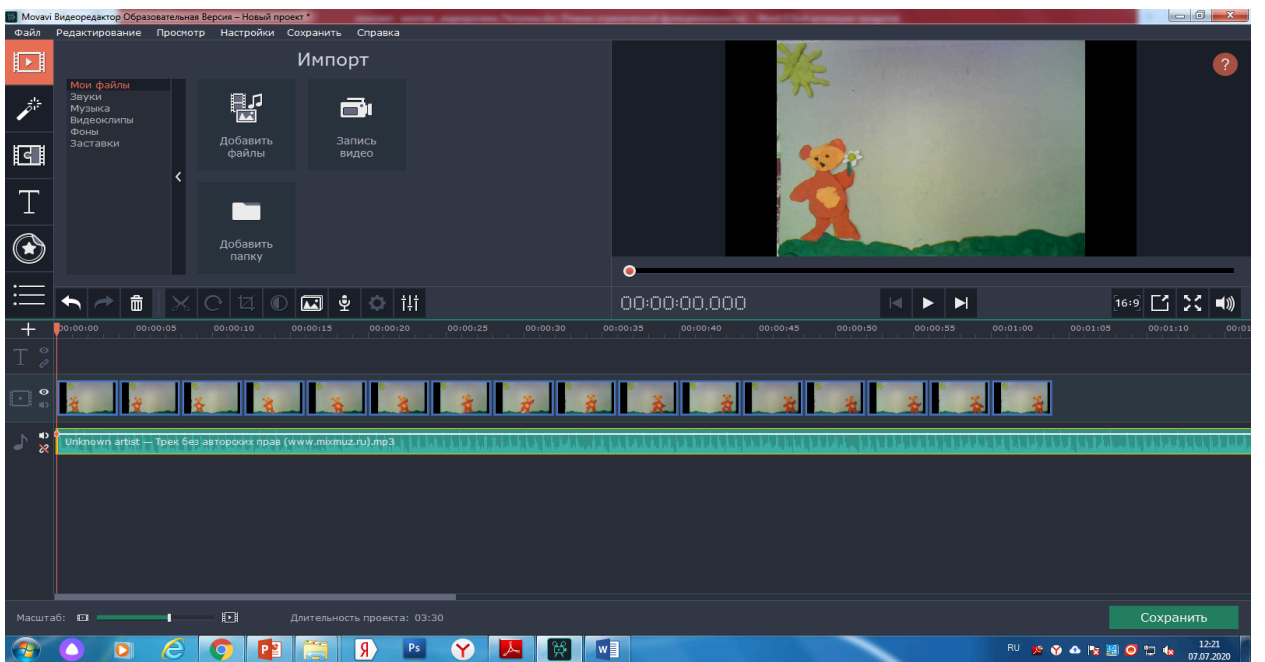 Movavi Видеоредактор Образовательная Версия – Новый проект *
Файл Редактирование Просмотр Настройки Сохранить Справка
Импорт
Мои файлы
Звуки
Музыка
Видеоклипы
Фоны
Заставки
Добавить
файлы
Запись
видео
Добавить
папку
?
00:00:00.000
16:9
00:00:00 00:00:05 00:00:10 00:00:15 00:00:20 00:00:25 00:00:30 00:00:35 00:00:40 00:00:45 00:00:50 00:00:55 00:01:00 00:01:05 00:01:10 00:01
Unknown artist — Трек без авторских прав (www.mixmuz.ru).mp3
Масштаб:
Длительность проекта: 03:30
Сохранить
RU
12:21
07.07.2020